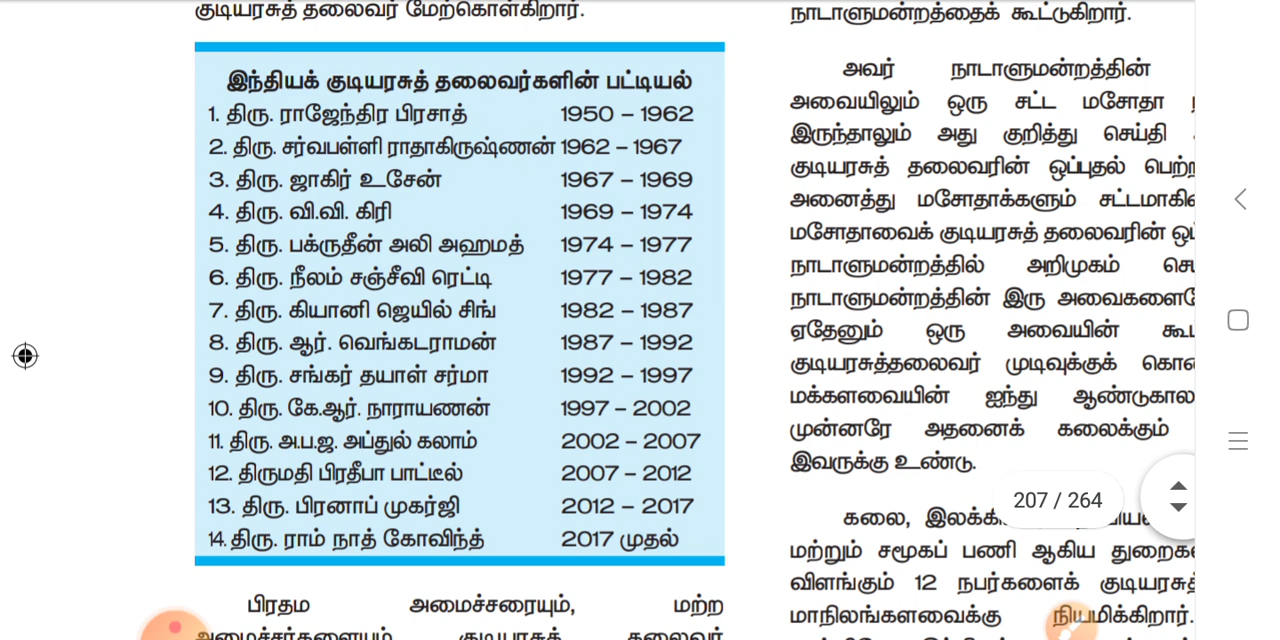 குடியரசுத் தலைவர் மேற்கொள்கிறார்.
இந்தியக் குடியரசுத் தலைவர்களின் பட்டியல்
1. திரு. ராஜேந்திர பிரசாத் 1950 – 1962
2. திரு. சர்வபள்ளி ராதாகிருஷ்ணன் 1962 – 1967
3. திரு. ஜாகிர் உசேன் 1967 – 1969
4. திரு. வி.வி. கிரி 1969 – 1974
5. திரு. பக்ருதீன் அலி அஹமத் 1974 – 1977
6. திரு. நீலம் சஞ்சீவி ரெட்டி 1977 – 1982
7. திரு. கியானி ஜெயில் சிங் 1982 – 1987
8. திரு. ஆர். வெங்கடராமன் 1987 – 1992
9. திரு. சங்கர் தயாள் சர்மா 1992 – 1997
10. திரு. கே.ஆர். நாராயணன் 1997 – 2002
11. திரு. அ.ப.ஜ. அப்துல் கலாம் 2002 – 2007
12. திருமதி பிரதீபா பாட்டீல் 2007 – 2012
13. திரு. பிரனாப் முகர்ஜி 2012 – 2017
14. திரு. ராம் நாத் கோவிந்த் 2017 முதல்
பிரதம அமைச்சரையும், மற்ற
அமைச்சர்களையும் குடியரசுத் தலைவர்
நாடாளுமன்றத்தைக் கூட்டுகிறார்.
அவர் நாடாளுமன்றத்தின்
அவையிலும் ஒரு சட்ட மசோதா
இருந்தாலும் அது குறித்து செய்தி
குடியரசுத் தலைவரின் ஒப்புதல்
அனைத்து மசோதாக்களும்
மசோதாவைக் குடியரசுத் தலைவரின்
நாடாளுமன்றத்தில் அறிமுகம்
நாடாளுமன்றத்தின் இரு
ஏதேனும் ஒரு அவையின்
குடியரசுத்தலைவர் முடிவுக்குக்
மக்களவையின் ஐந்து
முன்னரே அதனைக் கலைக்கும்
இவருக்கு உண்டு.
207 / 264
கலை,
மற்றும் சமூகப் பணி ஆகிய
விளங்கும் 12 நபர்களைக்
மாநிலங்களவைக்கு நியமிக்கிறார்.